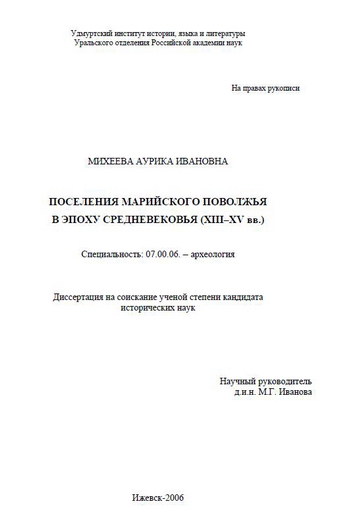 Удмуртский институт истории, языка и литературы
Уральского отделения Российской академии наук
На правах рукописи
МИХЕЕВА АУРИКА ИВАНОВНА
ПОСЕЛЕНИЯ МАРИЙСКОГО ПОВОЛЖЬЯ
В ЭПОХУ СРЕДНЕВЕКОВЬЯ (XIII–XV вв.)
Специальность: 07.00.06. – археология
Диссертация на соискание ученой степени кандидата
исторических наук
Научный руководитель
д.и.н. М.Г. Иванова
Ижевск-2006